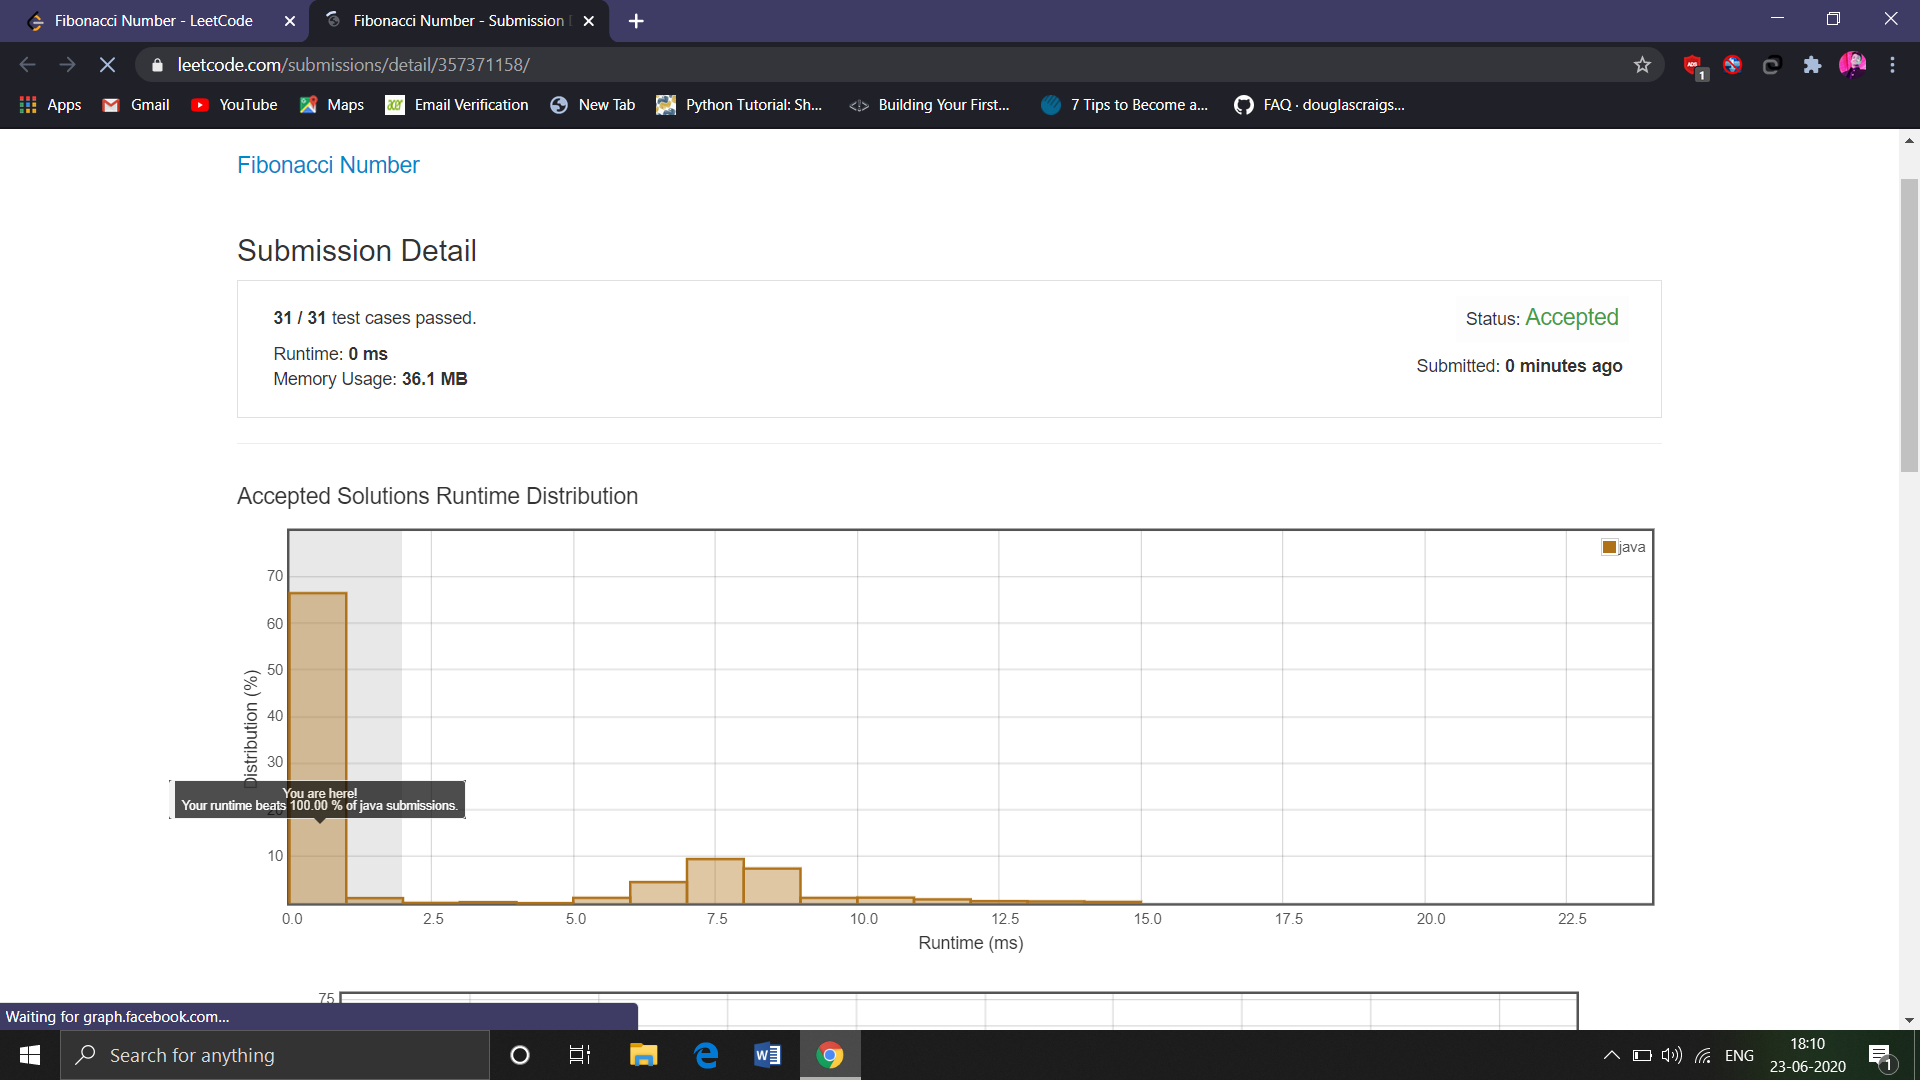 Fibonacci Number - LeetCode
Fibonacci Number - Submission
leetcode.com/submissions/detail/357371158/
ABS
1
Apps
Gmail
YouTube
Maps
acer
Email Verification
New Tab
Python Tutorial: Sh...
Building Your First...
7 Tips to Become a...
FAQ · douglascraigs...
Fibonacci Number
Submission Detail
31 / 31 test cases passed.
Status: Accepted
Runtime: 0 ms
Submitted: 0 minutes ago
Memory Usage: 36.1 MB
Accepted Solutions Runtime Distribution
java
70
60
50
40
30
20
10
Distribution (%)
You are here!
Your runtime beats 100.00 % of java submissions.
0.0 2.5 5.0 7.5 10.0 12.5 15.0 17.5 20.0 22.5
Runtime (ms)
75
Waiting for graph.facebook.com...
Search for anything
ENG
18:10
23-06-2020
1